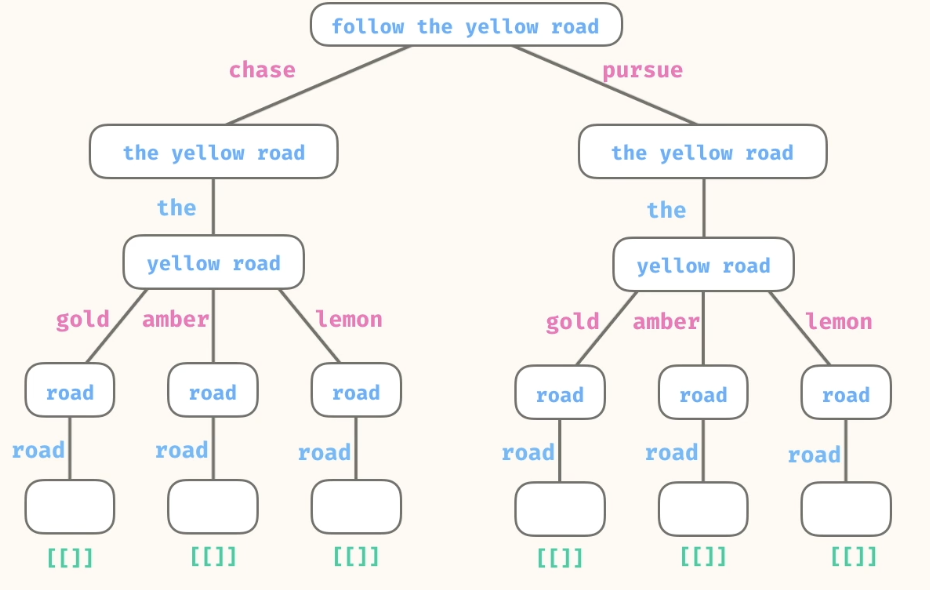 follow the yellow road
chase pursue
the yellow road the yellow road
the the
yellow road yellow road
gold amber lemon gold amber lemon
road road road road road road
road road road road road road
[[]] [[]] [[]] [[]] [[]] [[]]